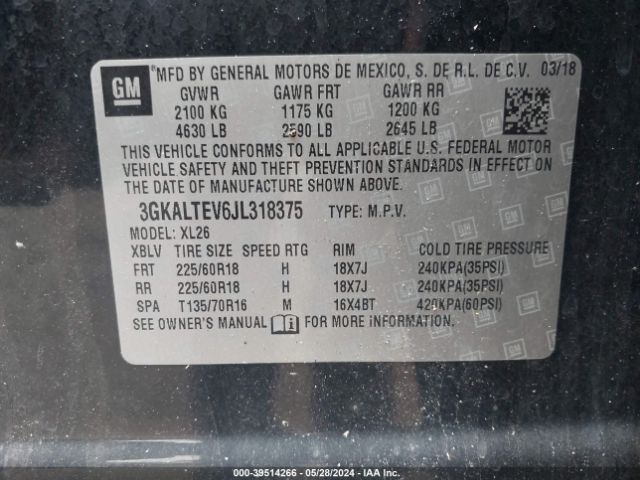 GM
®MFD BY GENERAL MOTORS DE MEXICO, S. DE R.L. DE C.V. 03/18
GVWR GAWR FRT GAWR RR
2100 KG 1175 KG 1200 KG
4630 LB 2590 LB 2645 LB
THIS VEHICLE CONFORMS TO ALL APPLICABLE U.S. FEDERAL MOTOR
VEHICLE SAFETY AND THEFT PREVENTION STANDARDS IN EFFECT ON
THE DATE OF MANUFACTURE SHOWN ABOVE.
3GKALTEV6JL318375 TYPE: M.P.V.
MODEL: XL26
XBLV TIRE SIZE SPEED RTG RIM COLD TIRE PRESSURE
FRT 225/60R18 H 18X7J 240KPA(35PSI)
RR 225/60R18 H 18X7J 240KPA(35PSI)
SPA T135/70R16 M 16X4BT 420KPA(60PSI)
SEE OWNER'S MANUAL i FOR MORE INFORMATION.
000-39514266 - 05/28/2024 - IAA Inc.